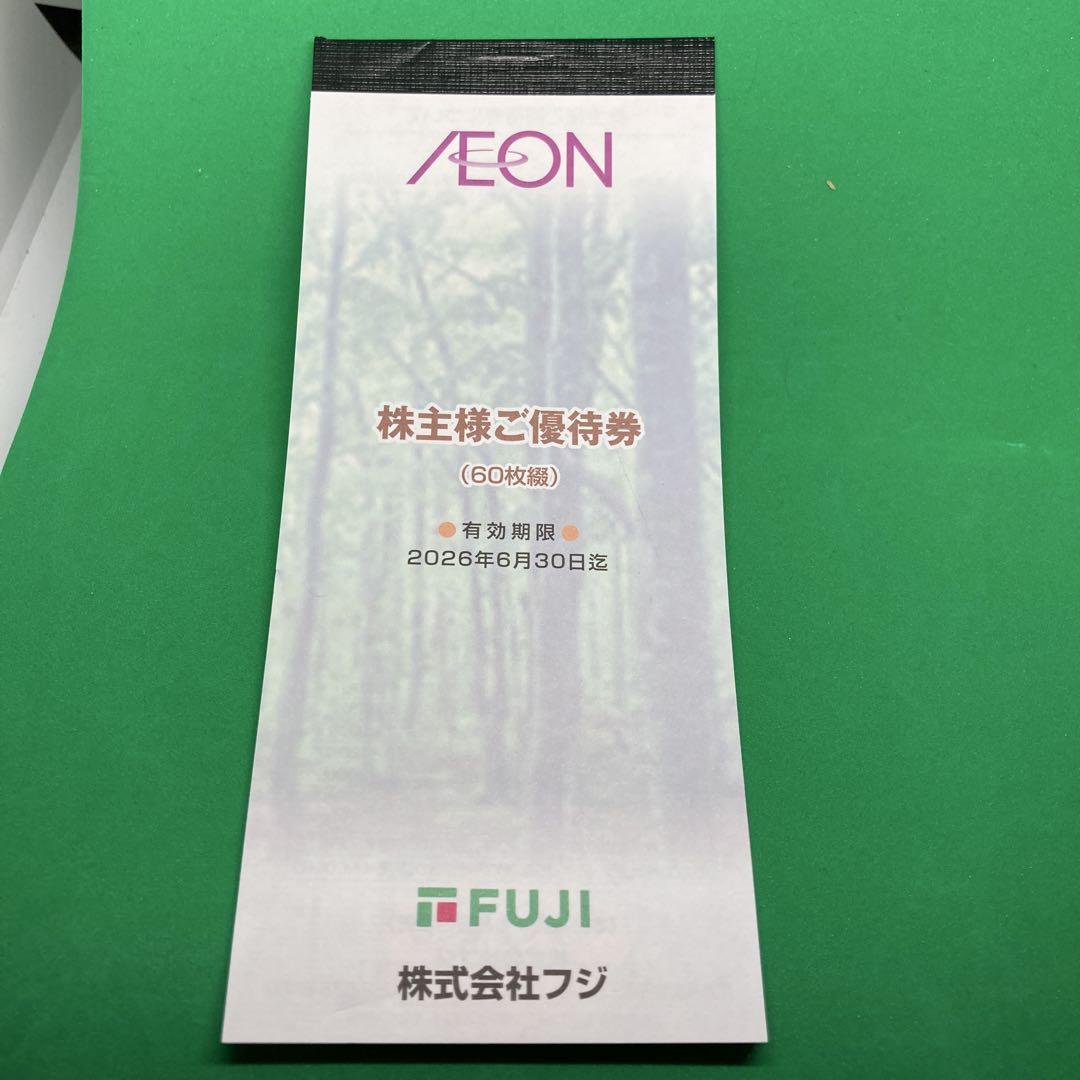 ÆON
株主様ご優待券
(60枚綴)
●有効期限●
2026年6月30日迄
FUJI
株式会社フジ